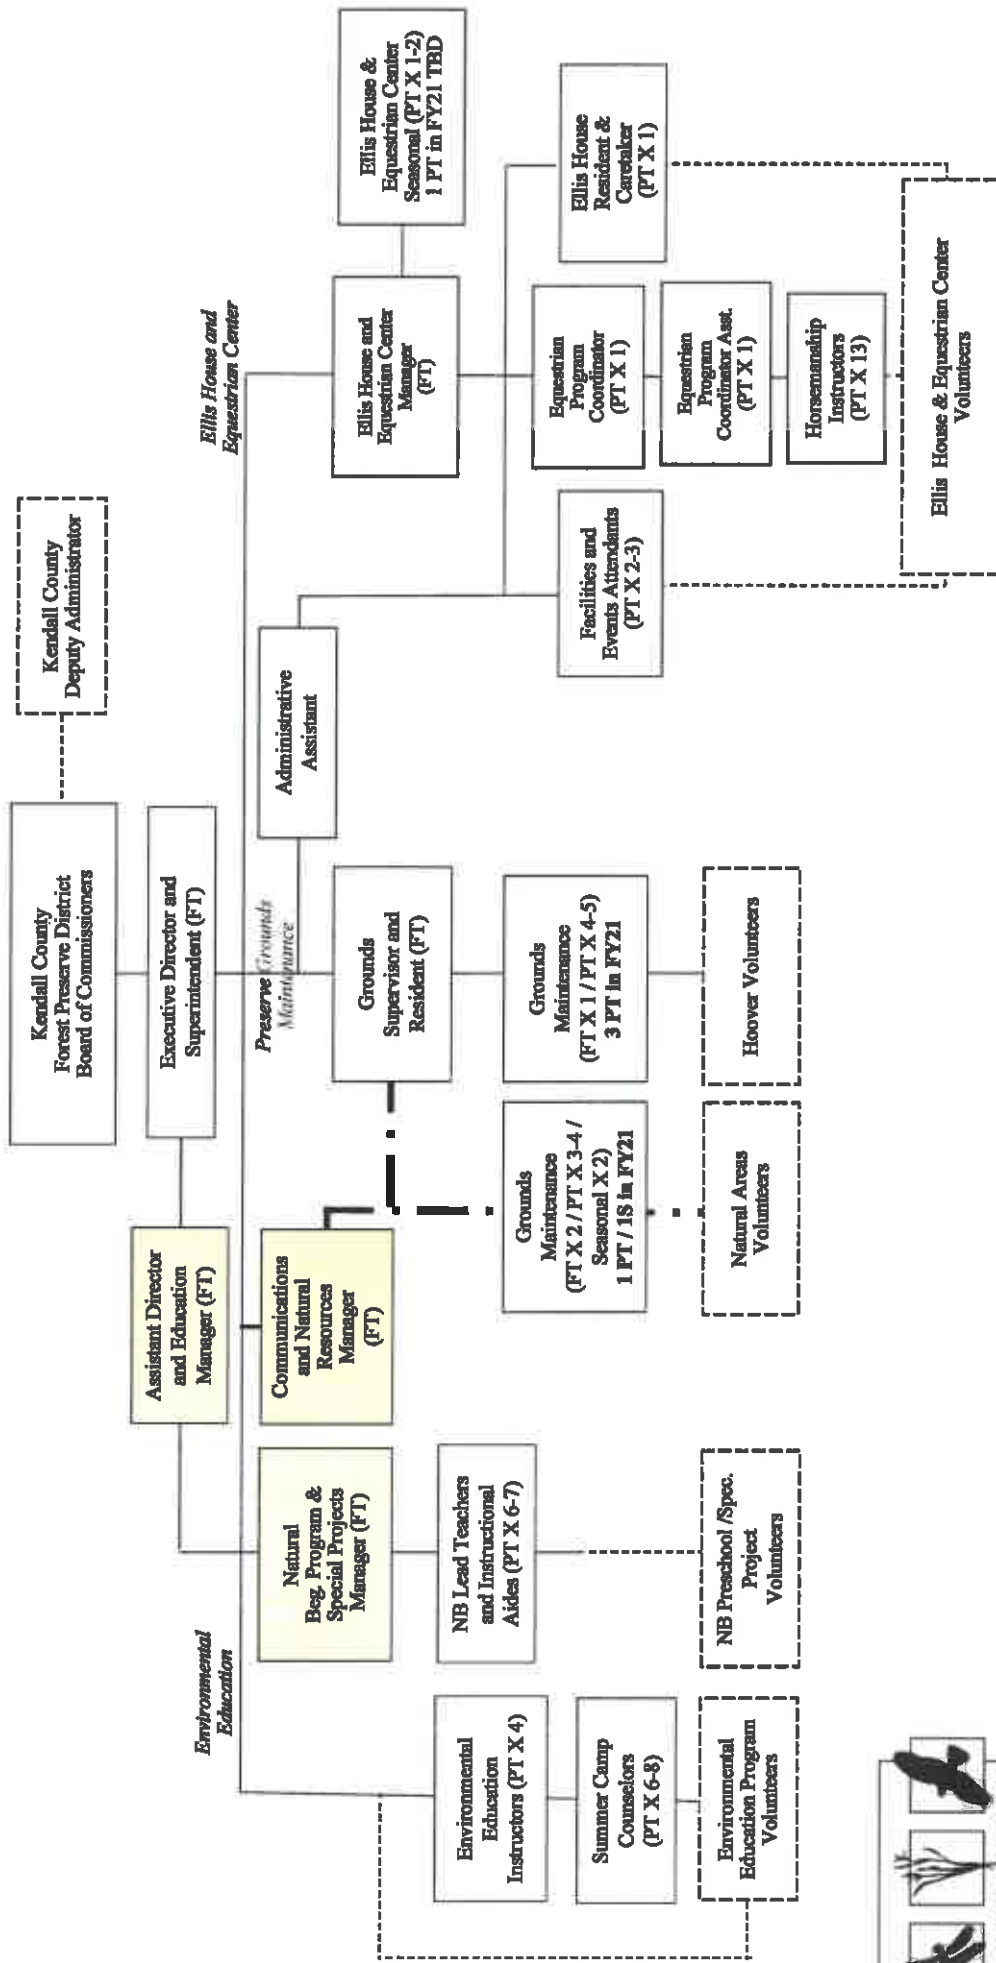 Kendall County
Forest Preserve District
Board of Commissioners
Kendall County
Deputy Administrator
Executive Director and
Superintendent (FT)
Assistant Director
and Education
Manager (FT)
Environmental
Education
Preserve Grounds
Maintenance
Ellis House and
Equestrian Center
Natural
Beg. Program &
Special Projects
Manager (FT)
Communications
and Natural
Resources
Manager
(FT)
Administrative
Assistant
Grounds
Supervisor and
Resident (FT)
Ellis House and
Equestrian Center
Manager
(FT)
Ellis House &
Equestrian Center
Seasonal (PT X 1-2)
1 PT in FY21 TBD
Environmental
Education
Instructors (PT X 4)
NB Lead Teachers
and Instructional
Aides (PT X 6-7)
Grounds
Maintenance
(FT X 2 / PT X 3-4 /
Seasonal X 2)
1 PT / 1S in FY21
Grounds
Maintenance
(FT X 1 / PT X 4-5)
3 PT in FY21
Facilities and
Events Attendants
(PT X 2-3)
Equestrian
Program
Coordinator
(PT X 1)
Ellis House
Resident &
Caretaker
(PT X 1)
Summer Camp
Counselors
(PT X 6-8)
Equestrian
Program
Coordinator Asst.
(PT X 1)
Environmental
Education Program
Volunteers
NB Preschool /Spec.
Project
Volunteers
Natural Areas
Volunteers
Hoover Volunteers
Horsemanship
Instructors
(PT X 13)
Ellis House & Equestrian Center
Volunteers